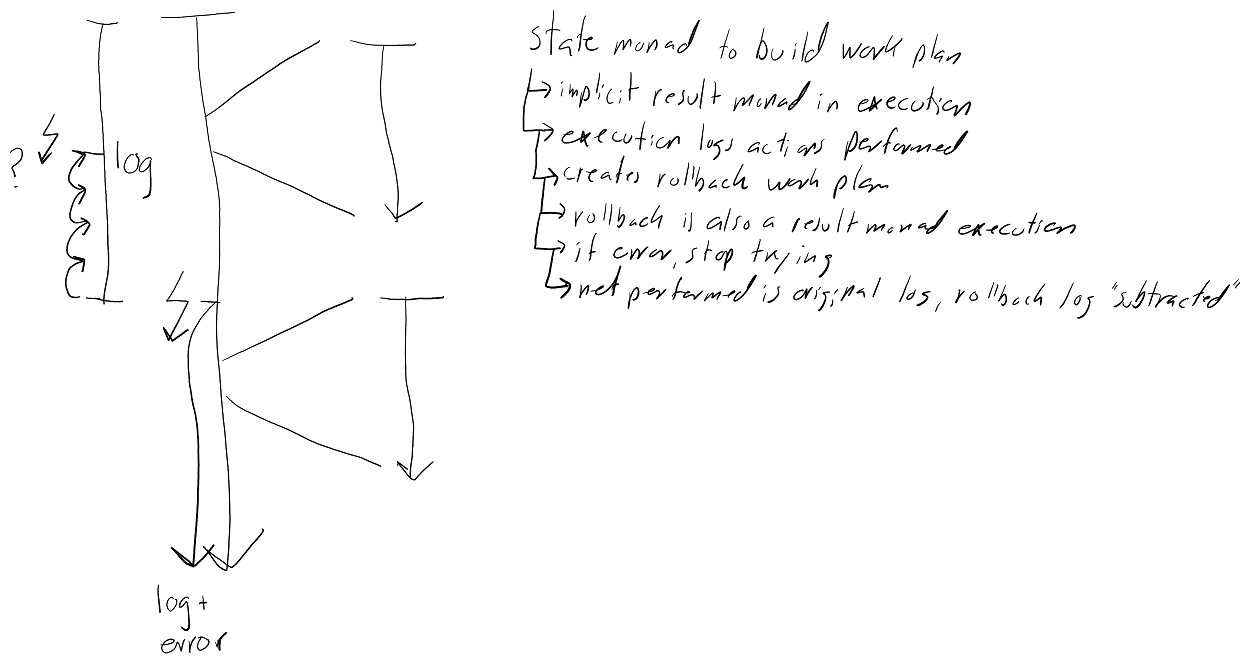 state monad to build work plan
implicit result monad in execution
execution logs actions performed
creates rollback work plan
rollback is also a result monad execution
if error, stop trying
net performed is original log, rollback log "subtracted"
?
log
log +
error